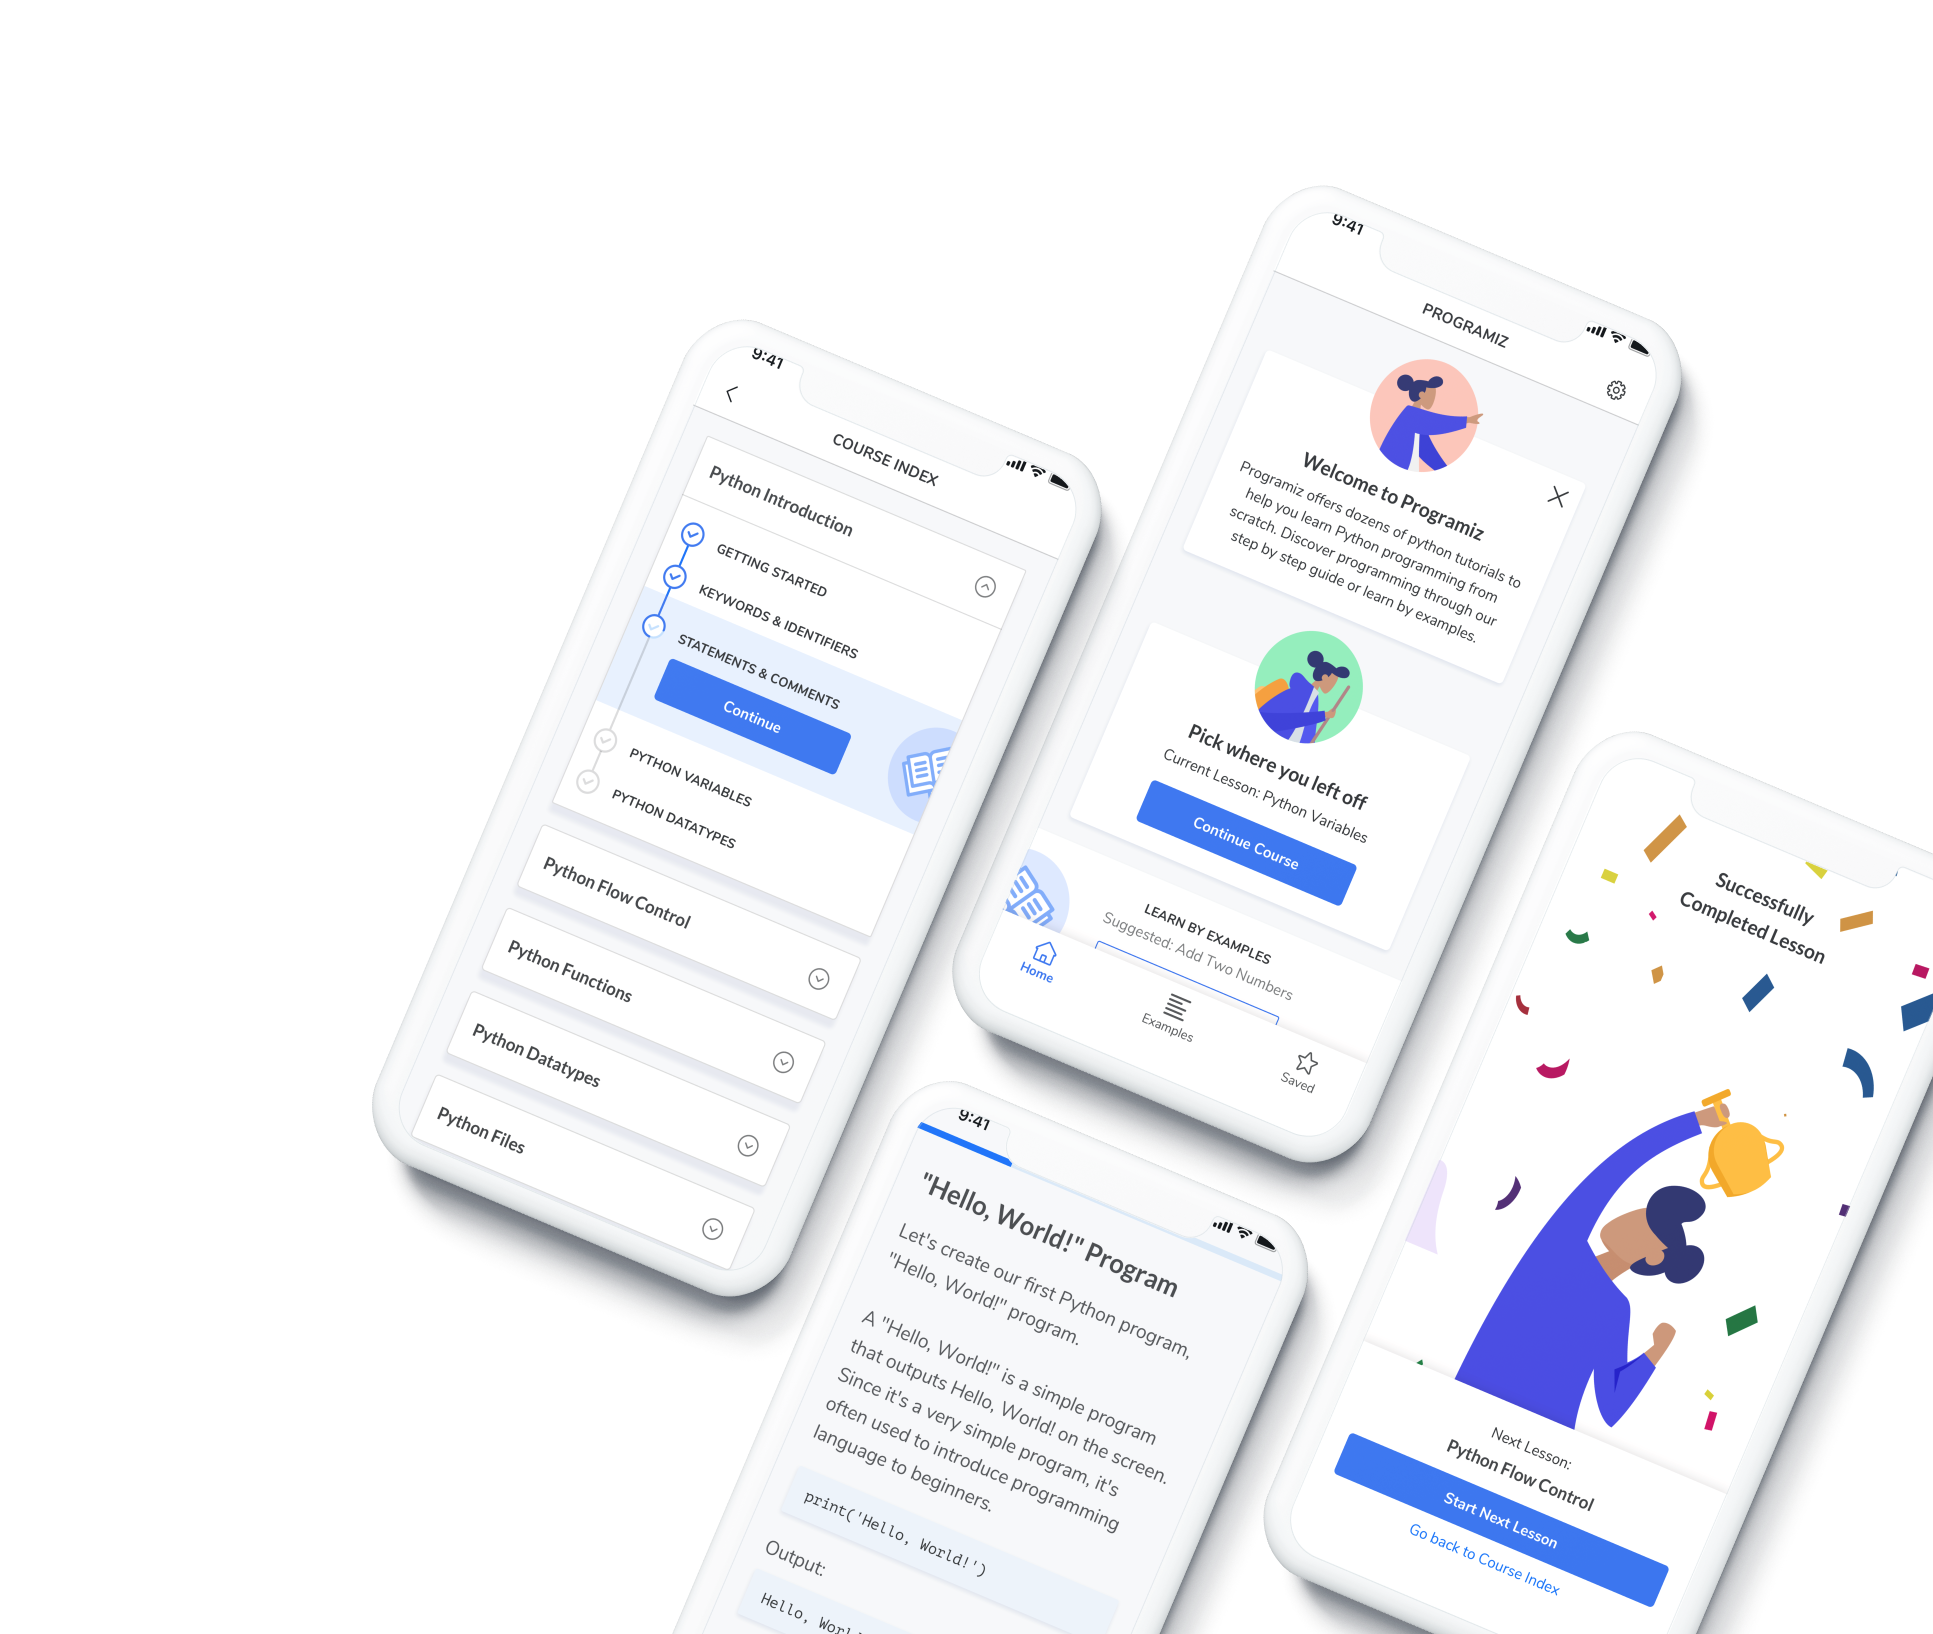 9:41
COURSE INDEX
Python Introduction
GETTING STARTED
KEYWORDS & IDENTIFIERS
STATEMENTS & COMMENTS
Continue
PYTHON VARIABLES
PYTHON DATATYPES
Python Flow Control
Python Functions
Python Datatypes
Python Files
9:41
PROGRAMIZ
Welcome to Programiz
Programiz offers dozens of python tutorials to
help you learn Python programming from
scratch. Discover programming through our
step by step guide or learn by examples.
Pick where you left off
Current Lesson: Python Variables
Continue Course
LEARN BY EXAMPLES
Suggested: Add Two Numbers
Home
Examples
Saved
9:41
"Hello, World!" Program
Let's create our first Python program,
"Hello, World!" program.
A "Hello, World!" is a simple program
that outputs Hello, World! on the screen.
Since it's a very simple program, it's
often used to introduce programming
language to beginners.
print('Hello, World!')
Output:
Hello,
Successfully
Completed Lesson
Next Lesson:
Python Flow Control
Start Next Lesson
Go back to Course Index